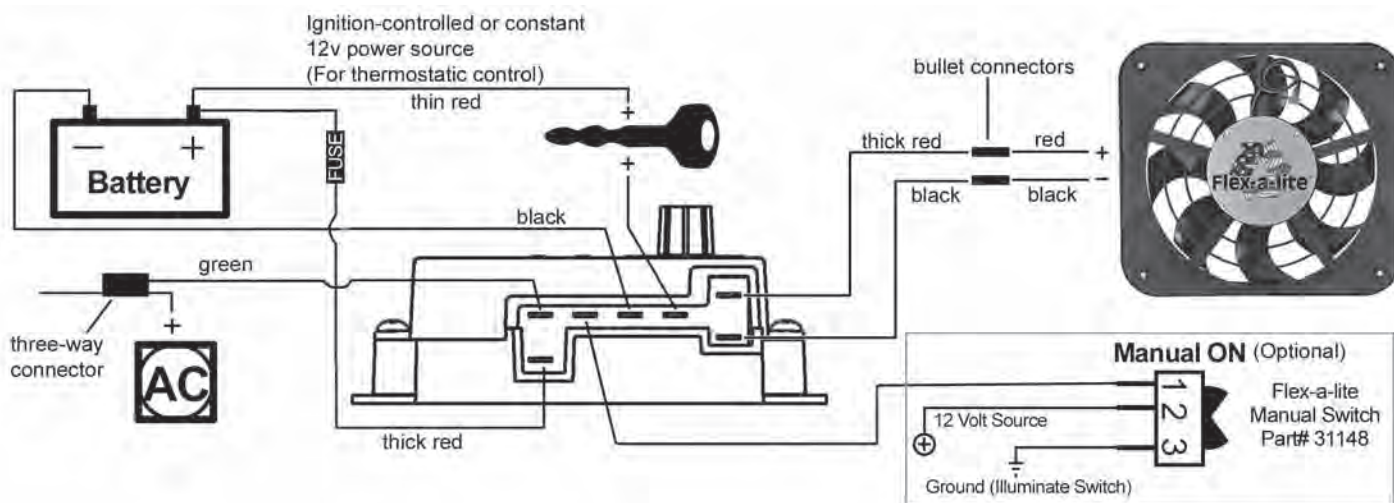 Ignition-controlled or constant
12v power source
(For thermostatic control)
thin red
bullet connectors
FUSE
thick red
red
+
+
Battery
+
Flex-a-lite
black
black
black
green
+
three-way
connector
AC
thick red
Manual ON (Optional)
1
2
3
12 Volt Source
Flex-a-lite
Manual Switch
Part# 31148
Ground (Illuminate Switch)